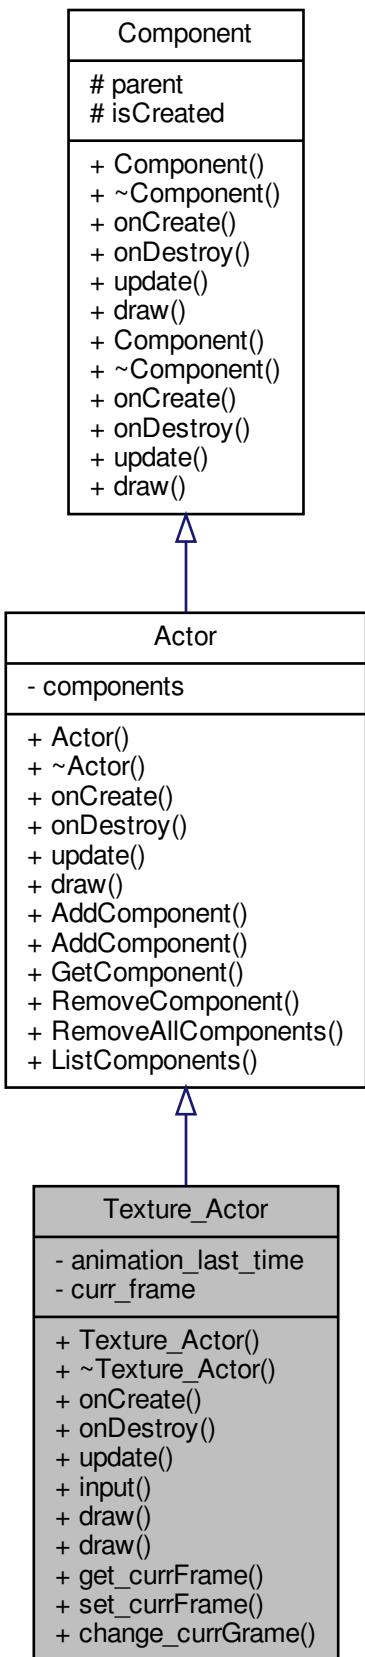 Component
# parent
# isCreated
+ Component()
+ ~Component()
+ onCreate()
+ onDestroy()
+ update()
+ draw()
+ Component()
+ ~Component()
+ onCreate()
+ onDestroy()
+ update()
+ draw()
Actor
- components
+ Actor()
+ ~Actor()
+ onCreate()
+ onDestroy()
+ update()
+ draw()
+ AddComponent()
+ AddComponent()
+ GetComponent()
+ RemoveComponent()
+ RemoveAllComponents()
+ ListComponents()
Texture_Actor
- animation_last_time
- curr_frame
+ Texture_Actor()
+ ~Texture_Actor()
+ onCreate()
+ onDestroy()
+ update()
+ input()
+ draw()
+ draw()
+ get_currFrame()
+ set_currFrame()
+ change_currGrame()